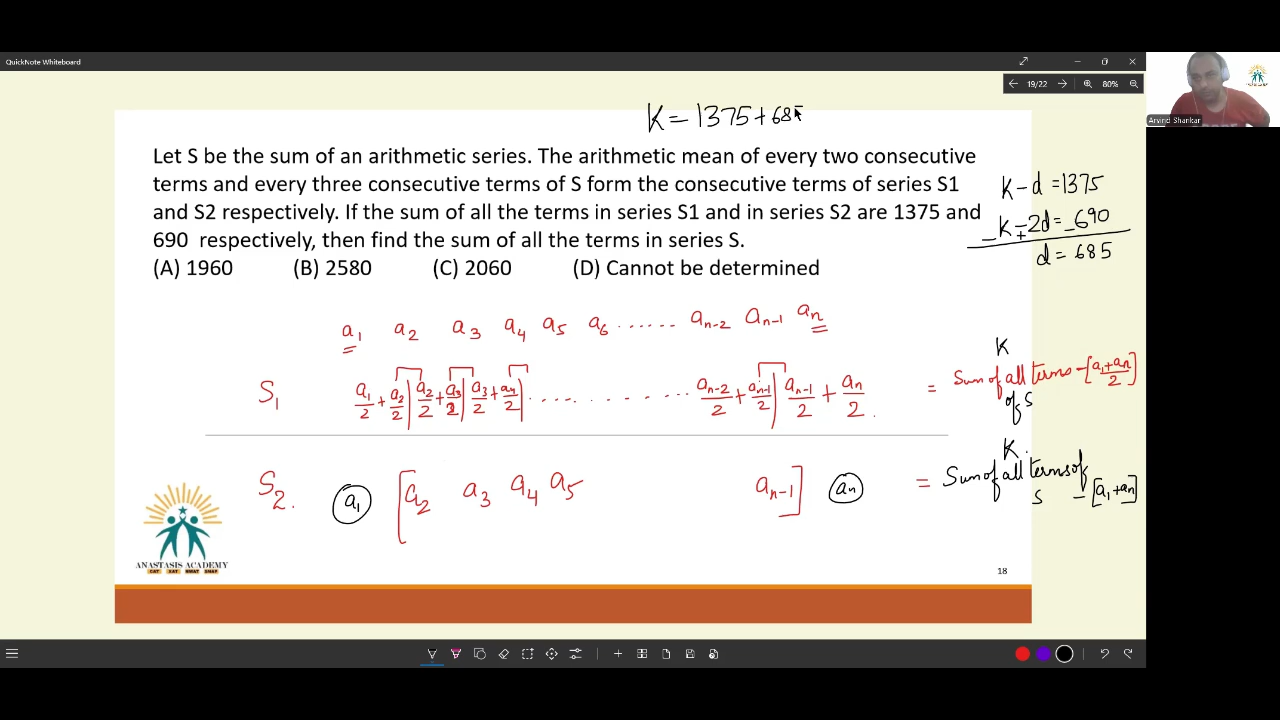 QuickNote Whiteboard
19/22
80%
Arvind Shankar
K = 1375 + 685
Let S be the sum of an arithmetic series. The arithmetic mean of every two consecutive
terms and every three consecutive terms of S form the consecutive terms of series S1
and S2 respectively. If the sum of all the terms in series S1 and in series S2 are 1375 and
690 respectively, then find the sum of all the terms in series S.
(A) 1960 (B) 2580 (C) 2060 (D) Cannot be determined
K - d = 1375
K - 2d = 690
d = 685
a₁ a₂ a₃ a₄ a₅ a₆ ...... aₙ₋₂ aₙ₋₁ aₙ
K
S₁ a₁/2 + a₂/2 | a₂/2 + a₃/2 | a₃/2 + a₄/2 | .......... aₙ₋₂/2 + aₙ₋₁/2 | aₙ₋₁/2 + aₙ/2 = Sum of all terms - [a₁+aₙ/2]
of S
K
S₂. a₁ [a₂ a₃ a₄ a₅ aₙ₋₁] aₙ = Sum of all terms of
S - [a₁+aₙ]
ANASTASIS ACADEMY
18